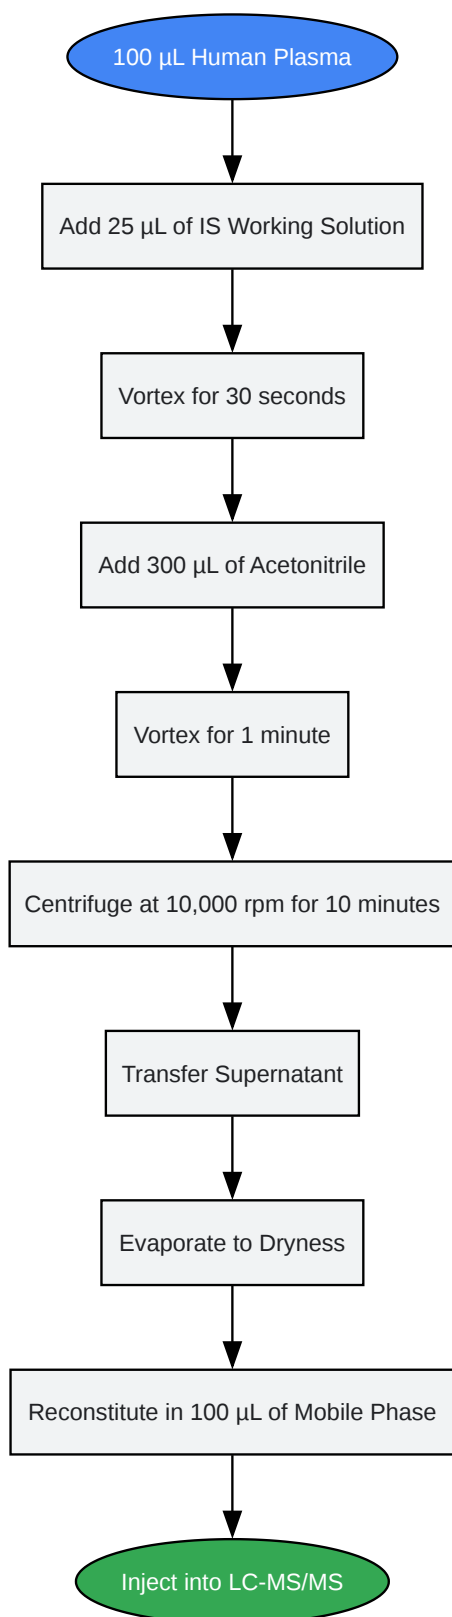 100 µL Human Plasma
Add 25 µL of IS Working Solution
Vortex for 30 seconds
Add 300 µL of Acetonitrile
Vortex for 1 minute
Centrifuge at 10,000 rpm for 10 minutes
Transfer Supernatant
Evaporate to Dryness
Reconstitute in 100 µL of Mobile Phase
Inject into LC-MS/MS